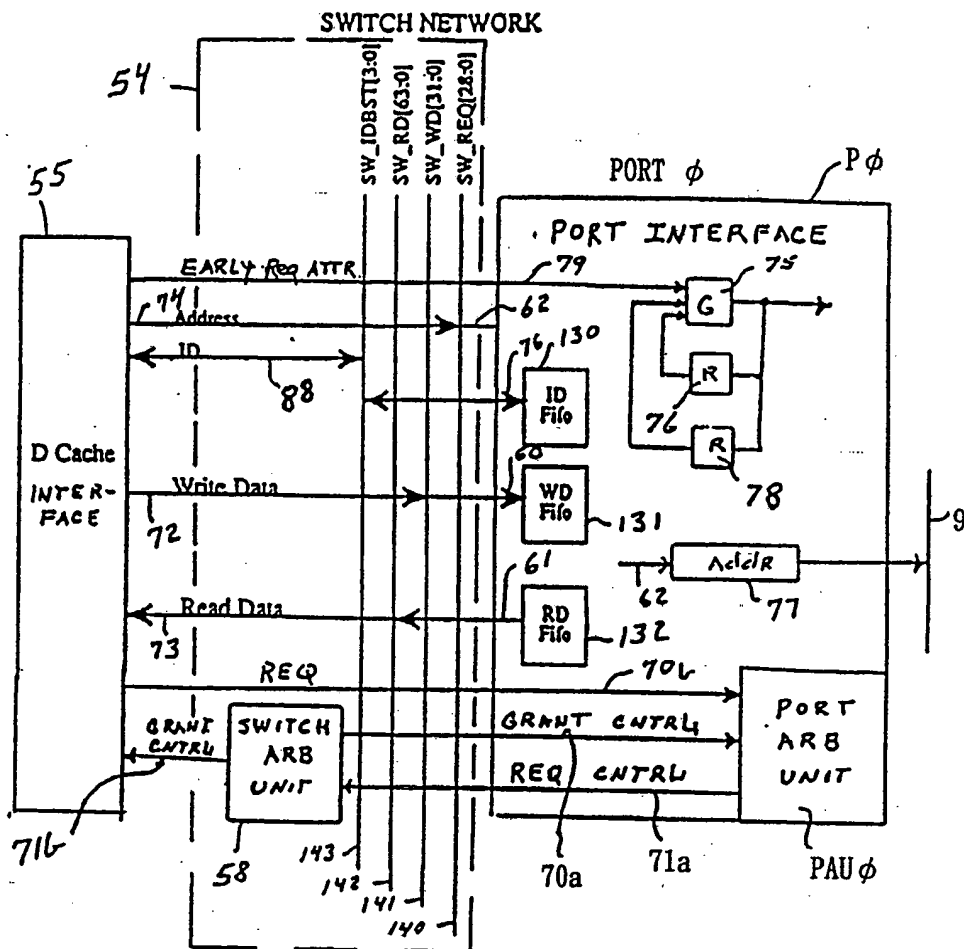 SWITCH NETWORK
54
SW_IDBST[3:0]
SW_RD[63:0]
SW_WD[31:0]
SW_REQ[28:0]
55
PORT ϕ
Pϕ
PORT INTERFACE
EARLY Req ATTR.
79
75
G
74
Address
62
ID
88
76
130
ID
Fifo
R
76
R
78
D Cache
INTER-
FACE
Write Data
72
60
WD
Fifo
131
9
AddR
62
77
Read Data
73
61
RD
Fifo
132
REQ
70b
GRANT
CNTRL
SWITCH
ARB
UNIT
GRANT CNTRL
REQ CNTRL
PORT
ARB
UNIT
71b
58
143
142
141
140
70a
71a
PAUϕ